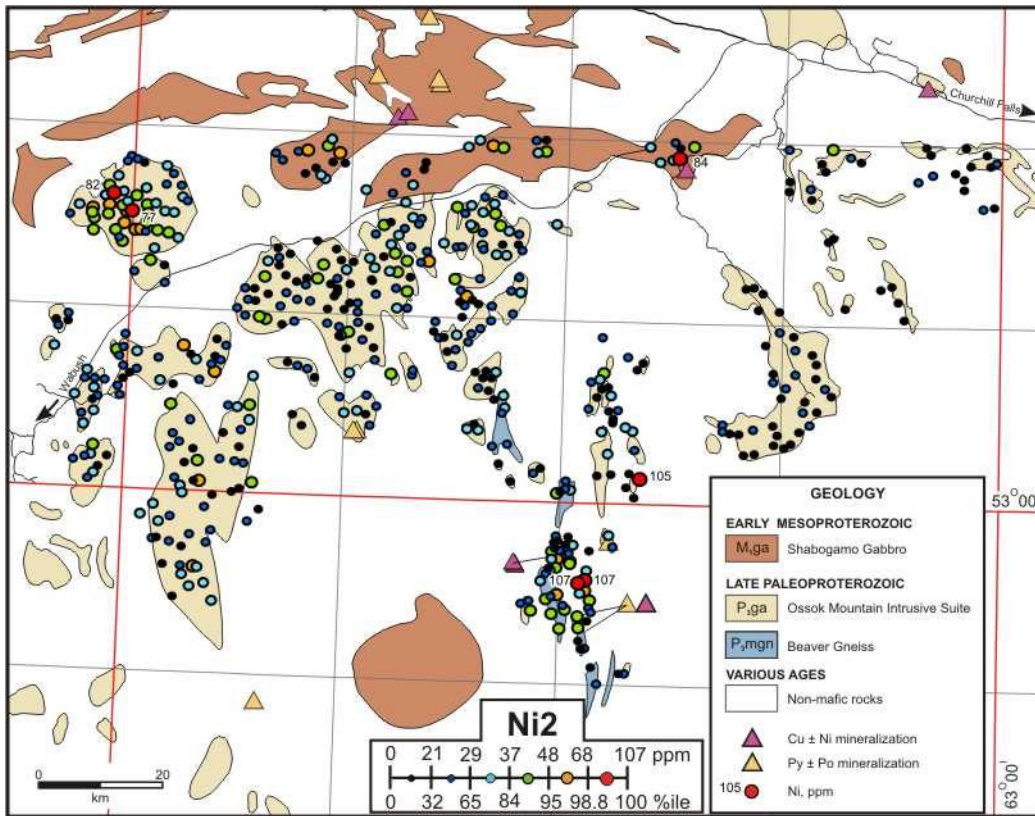 Churchill Falls
84
82
77
Wabush
105
53°00'
107
107
63°00'
GEOLOGY
EARLY MESOPROTEROZOIC
M₁ga Shabogamo Gabbro
LATE PALEOPROTEROZOIC
P₃ga Ossok Mountain Intrusive Suite
P₃mgn Beaver Gneiss
VARIOUS AGES
Non-mafic rocks
Cu ± Ni mineralization
Py ± Po mineralization
105 Ni, ppm
Ni2
0 21 29 37 48 68 107 ppm
0 32 65 84 95 98.8 100 %ile
0 20
km